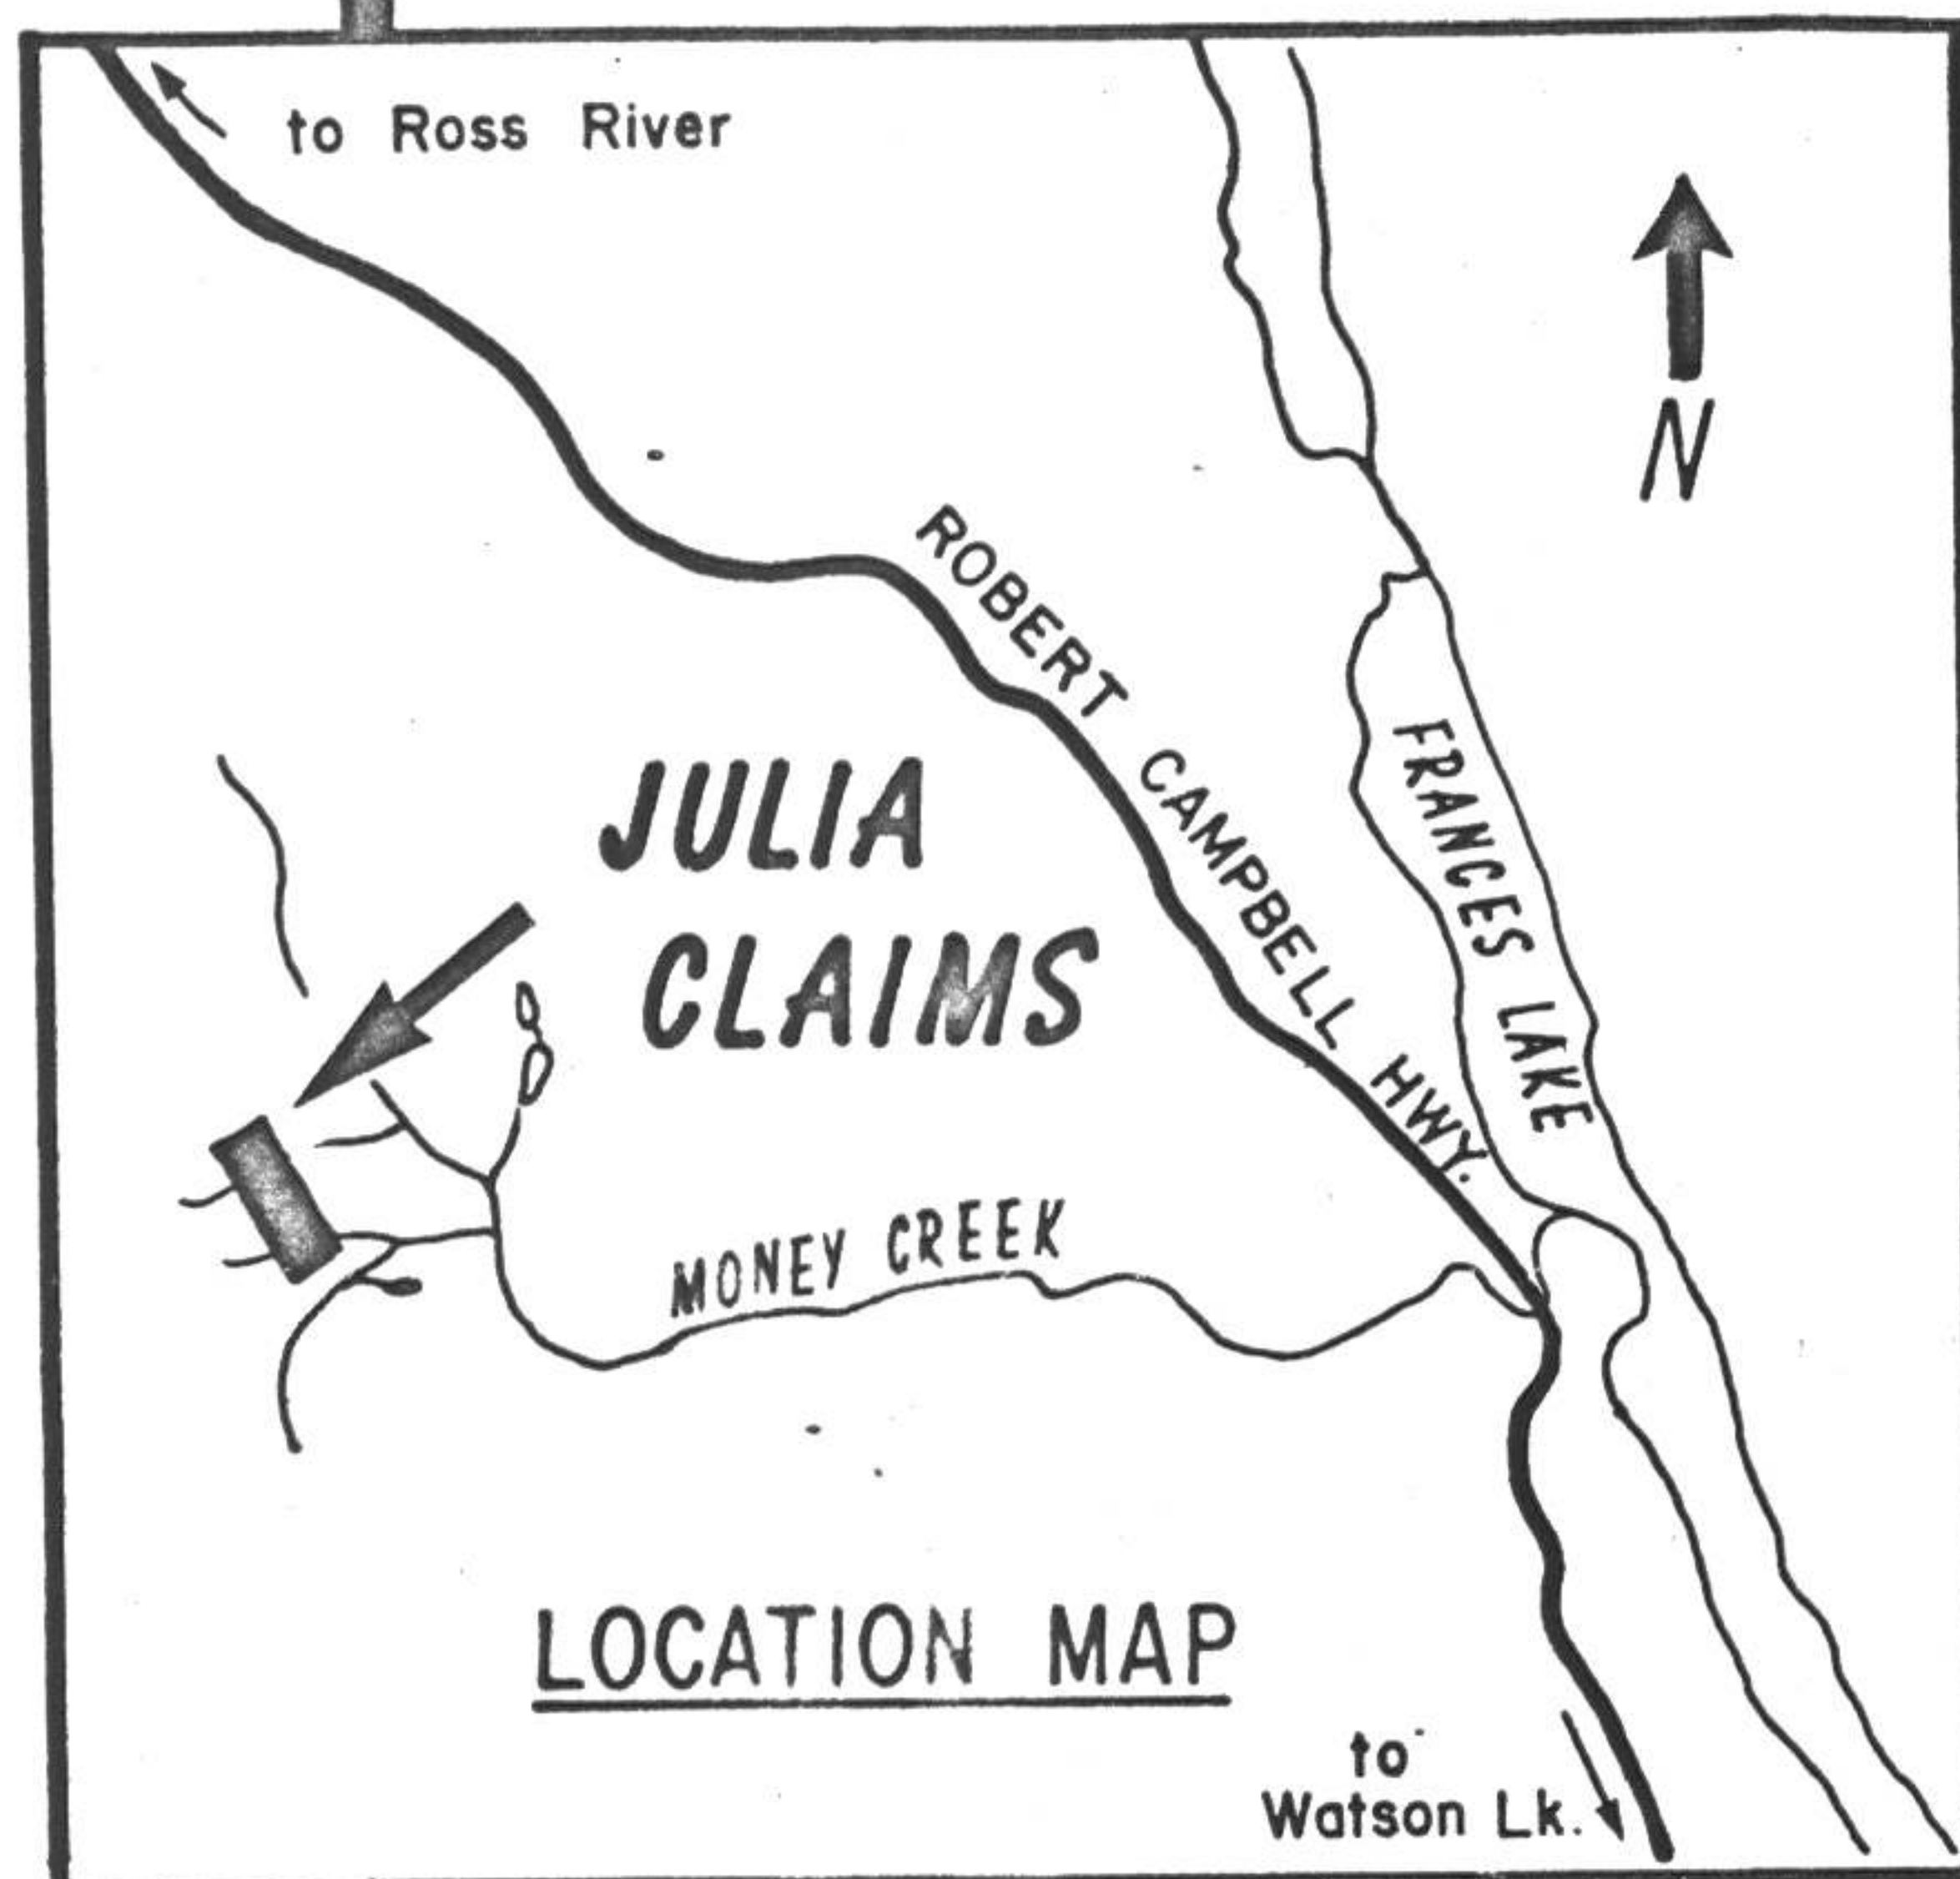 to Ross River
N
ROBERT CAMPBELL HWY.
FRANCES LAKE
JULIA
CLAIMS
MONEY CREEK
LOCATION MAP
to
Watson Lk.